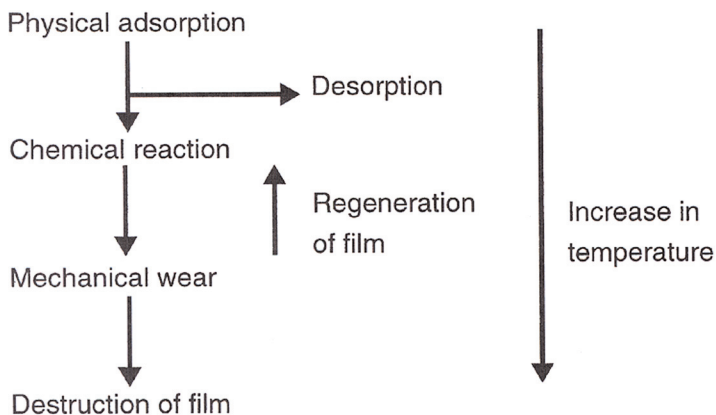 Physical adsorption
Desorption
Chemical reaction
Regeneration
of film
Increase in
temperature
Mechanical wear
Destruction of film